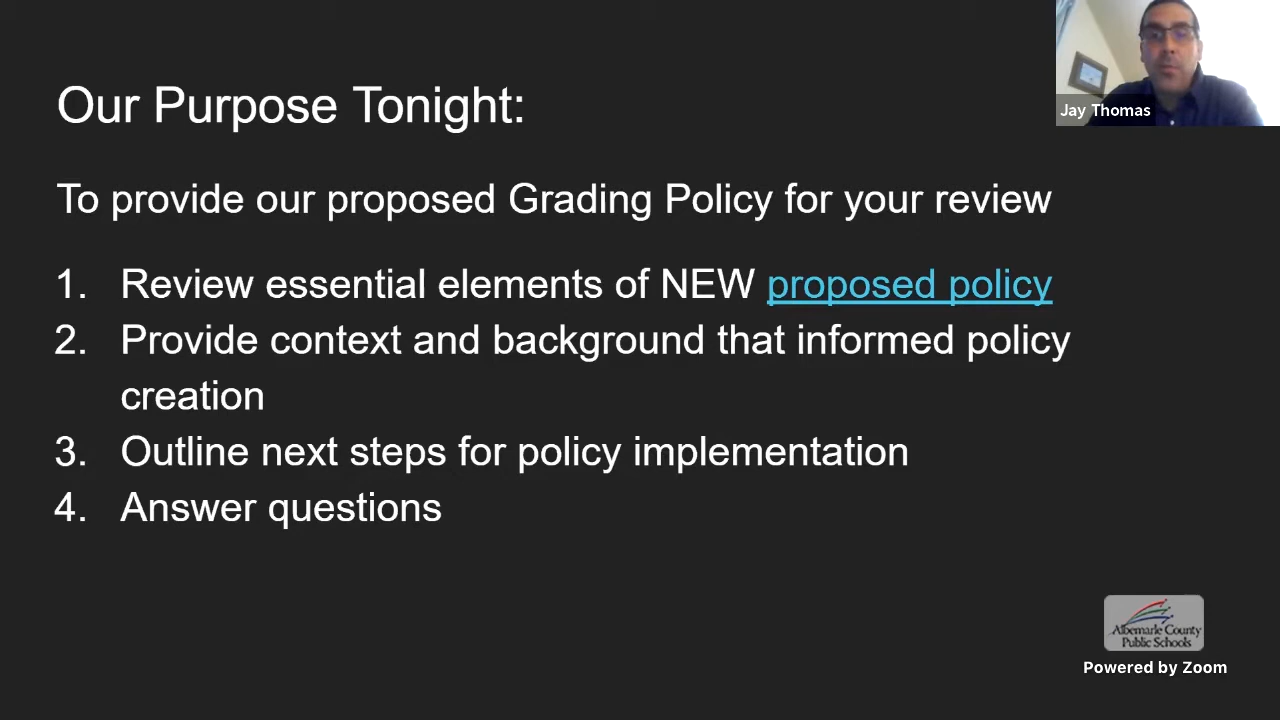 Our Purpose Tonight:
Jay Thomas
To provide our proposed Grading Policy for your review
1. Review essential elements of NEW proposed policy
2. Provide context and background that informed policy
creation
3. Outline next steps for policy implementation
4. Answer questions
Albemarle County
Public Schools
Powered by Zoom